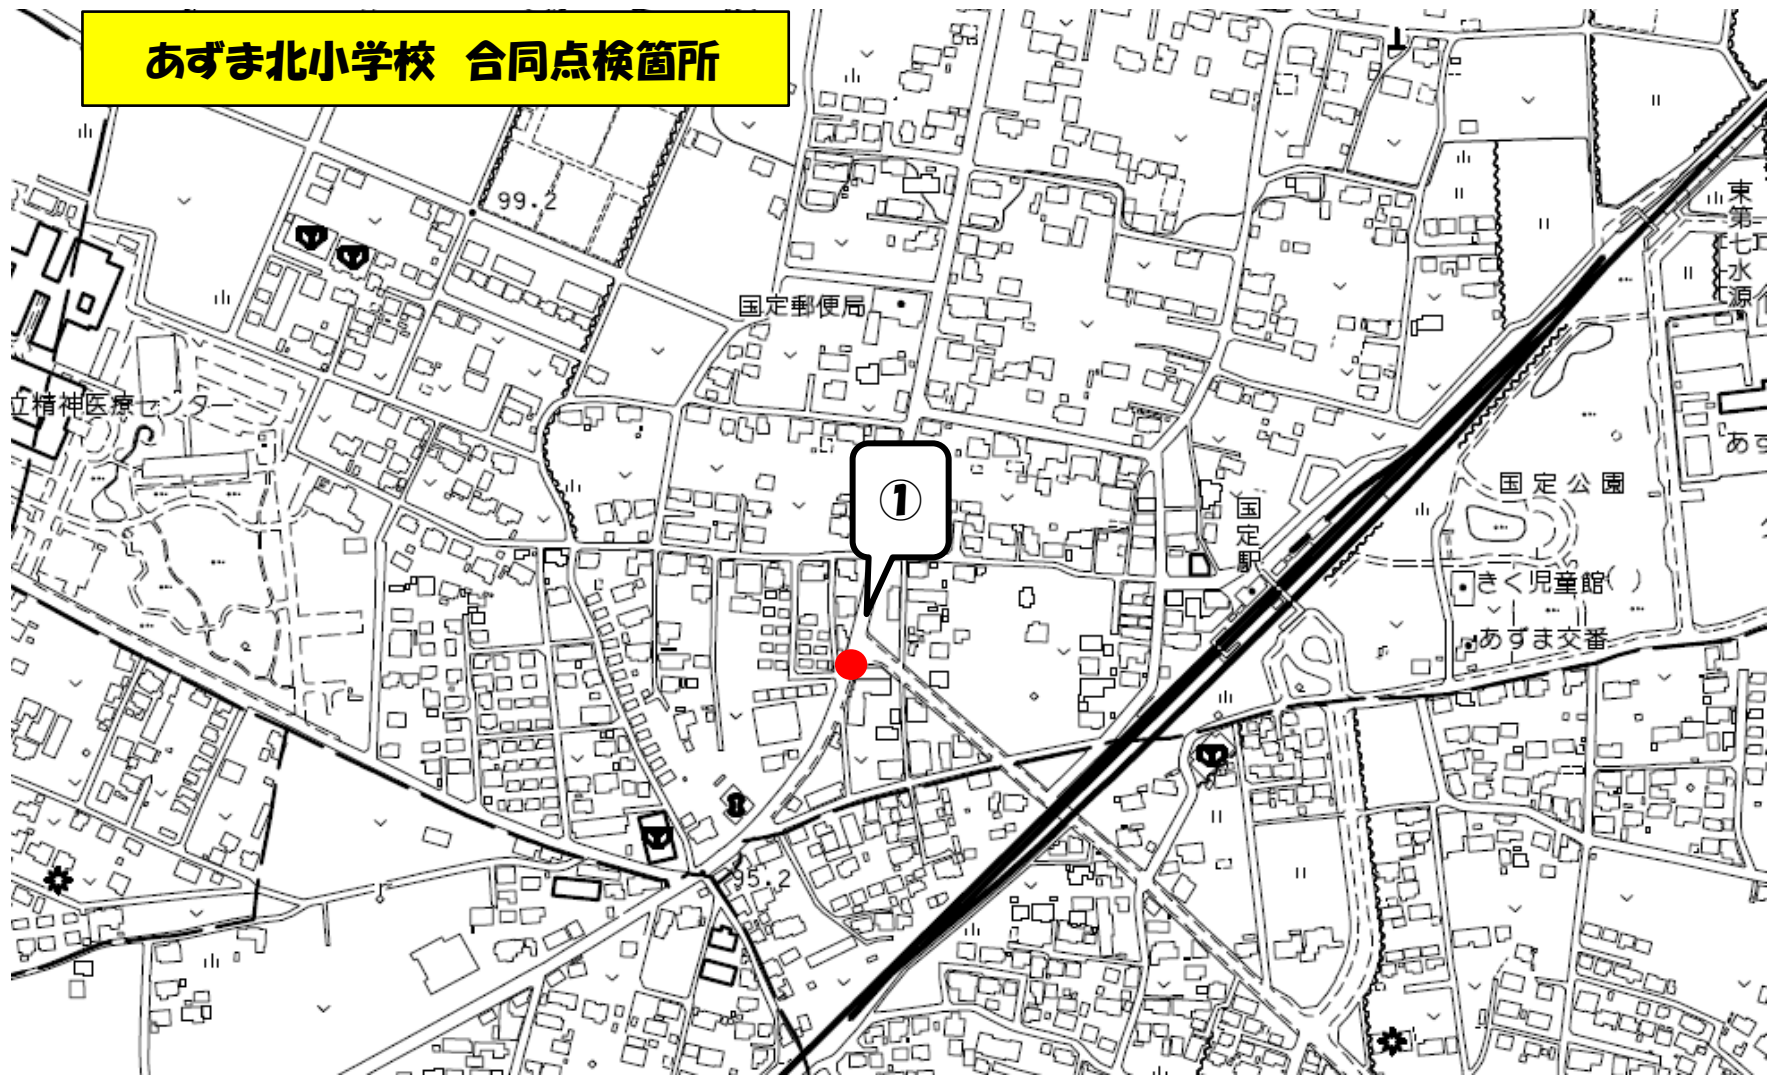 あずま北小学校 合同点検箇所
99.2
東第七水源
国定郵便局
立精神医療センター
あず
①
国定公園
国定駅
きく児童館
あずま交番
95.2